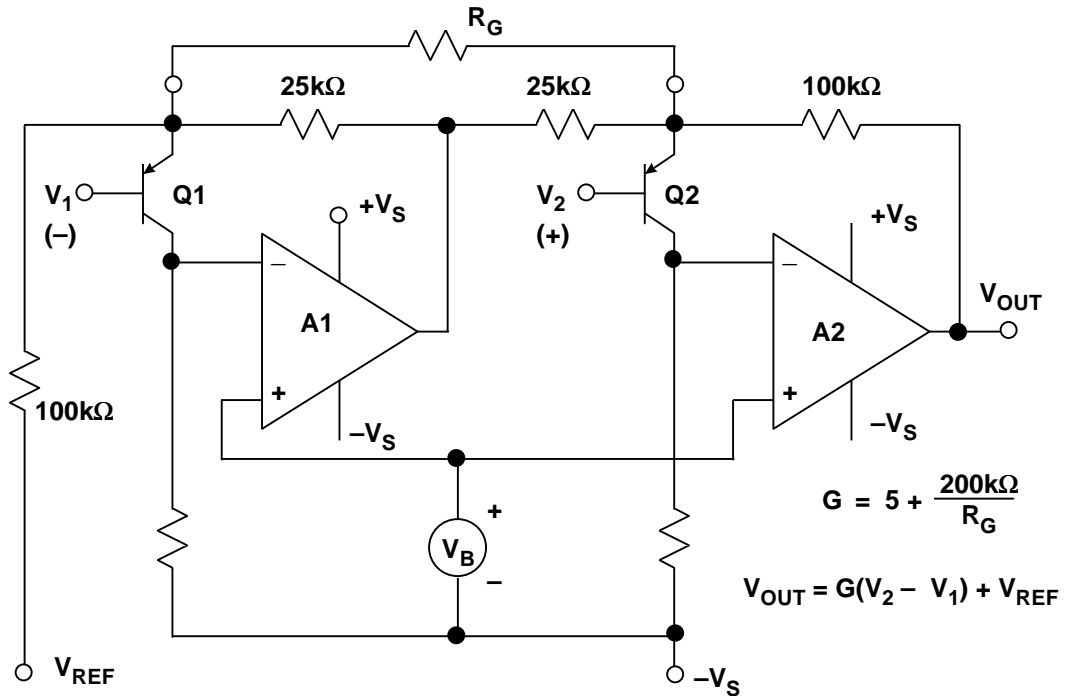 R_G
25kΩ
25kΩ
100kΩ
V_1
(–)
Q1
+V_S
V_2
(+)
Q2
+V_S
–
A1
+
–
A2
+
V_OUT
100kΩ
–V_S
–V_S
G = 5 + 200kΩ / R_G
+
V_B
–
V_OUT = G(V_2 – V_1) + V_REF
V_REF
–V_S